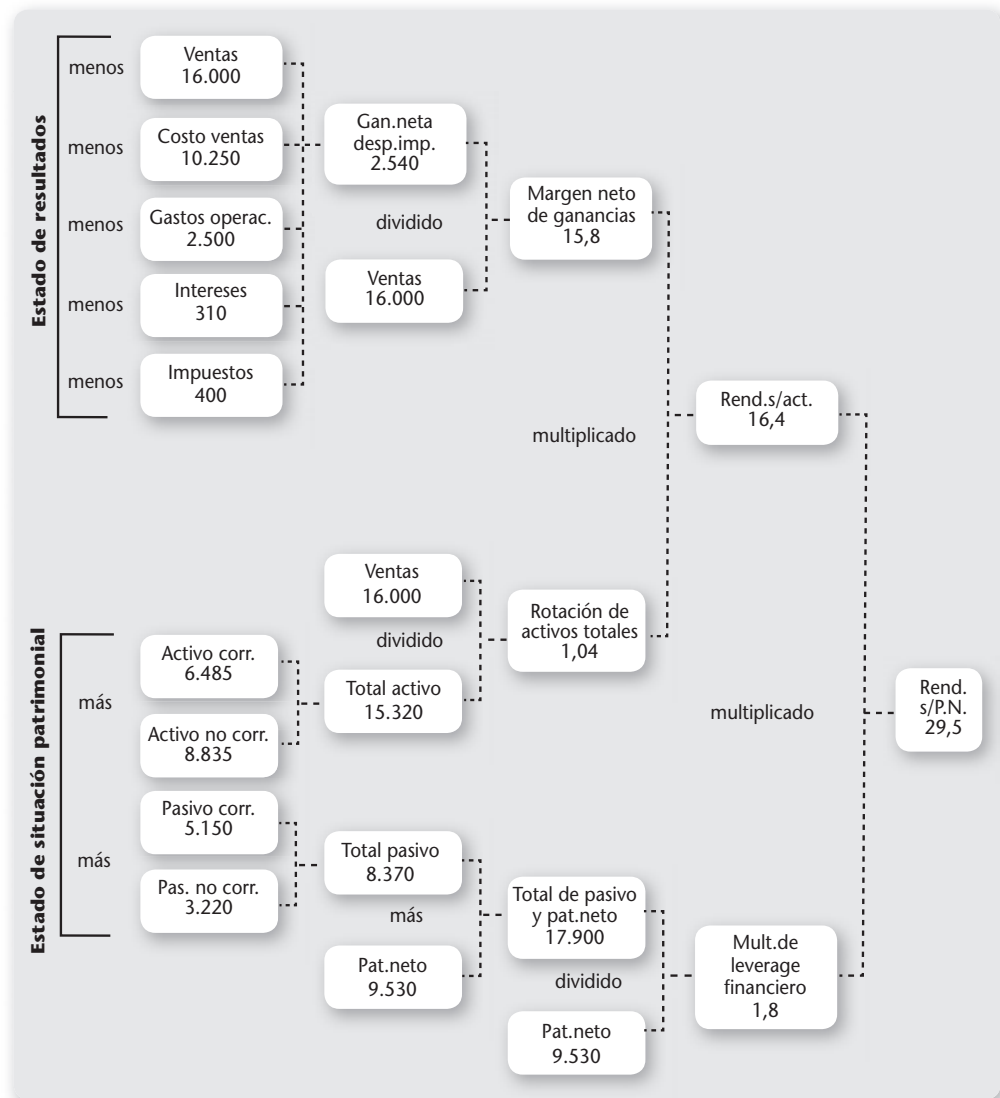 Estado de resultados
menos
Ventas
16.000
menos
Costo ventas
10.250
menos
Gastos operac.
2.500
menos
Intereses
310
menos
Impuestos
400
Gan.neta
desp.imp.
2.540
dividido
Ventas
16.000
Margen neto
de ganancias
15,8
multiplicado
Rend.s/act.
16,4
Estado de situación patrimonial
más
Activo corr.
6.485
Activo no corr.
8.835
más
Pasivo corr.
5.150
Pas. no corr.
3.220
Ventas
16.000
dividido
Total activo
15.320
Rotación de
activos totales
1,04
Total pasivo
8.370
más
Pat.neto
9.530
Total de pasivo
y pat.neto
17.900
dividido
Pat.neto
9.530
Mult.de
leverage
financiero
1,8
multiplicado
Rend.
s/P.N.
29,5